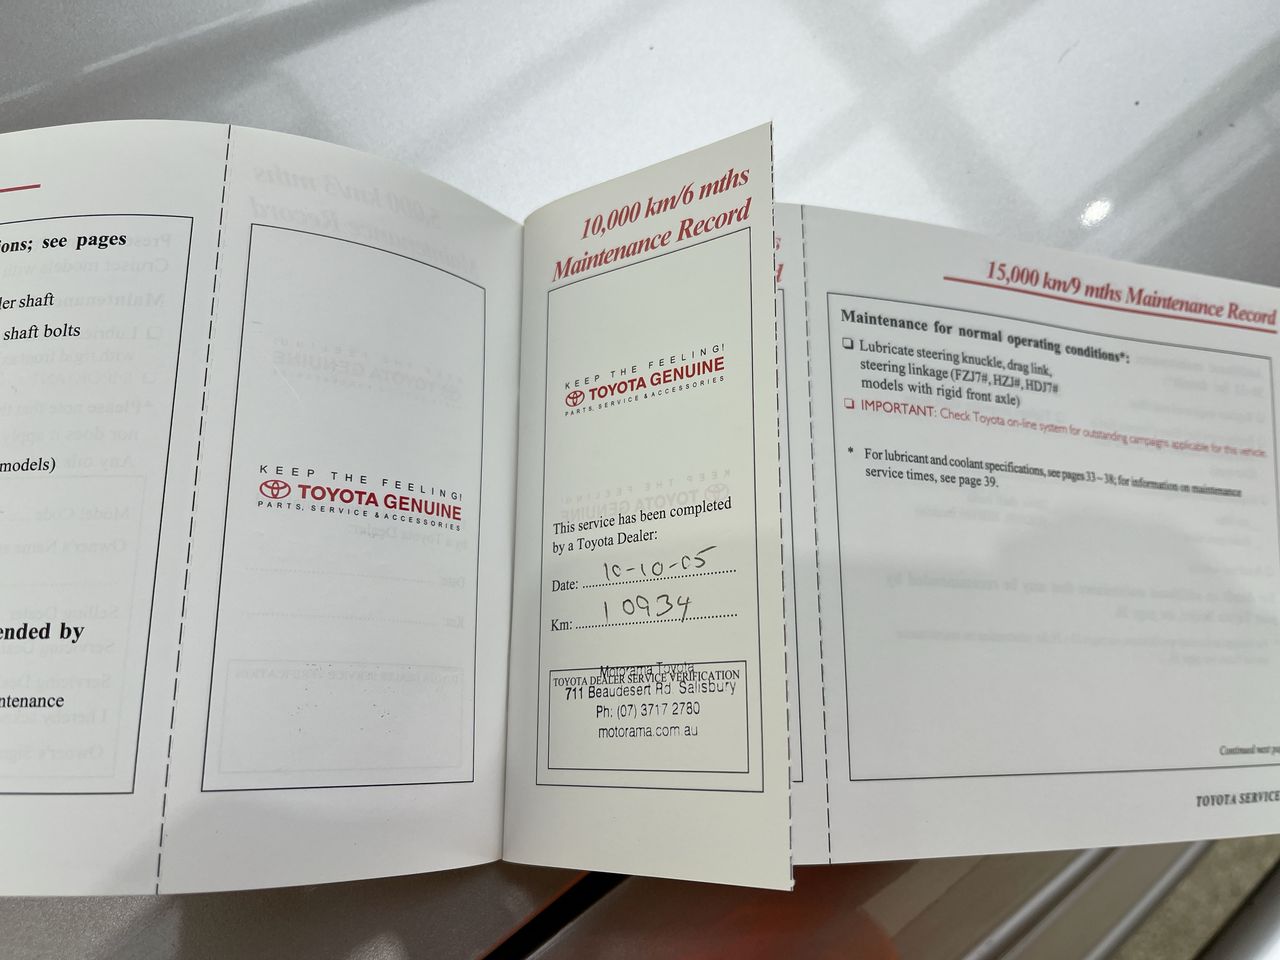 ions; see pages
ler shaft
shaft bolts
models)
ended by
ntenance
KEEP THE FEELING!
TOYOTA GENUINE
PARTS, SERVICE & ACCESSORIES
10,000 km/6 mths
Maintenance Record
KEEP THE FEELING!
TOYOTA GENUINE
PARTS, SERVICE & ACCESSORIES
This service has been completed
by a Toyota Dealer:
Date: 10-10-05
Km: 10934
Motorama Toyota
TOYOTA DEALER SERVICE VERIFICATION
711 Beaudesert Rd. Salisbury
Ph: (07) 3717 2780
motorama.com.au
15,000 km/9 mths Maintenance Record
Maintenance for normal operating conditions*:
❏ Lubricate steering knuckle, drag link,
steering linkage (FZJ7#, HZJ#, HDJ7#
models with rigid front axle)
❏ IMPORTANT: Check Toyota on-line system for outstanding campaigns applicable for this vehicle.
* For lubricant and coolant specifications, see pages 33~38; for information on maintenance
service times, see page 39.
Continued next pa
TOYOTA SERVICE